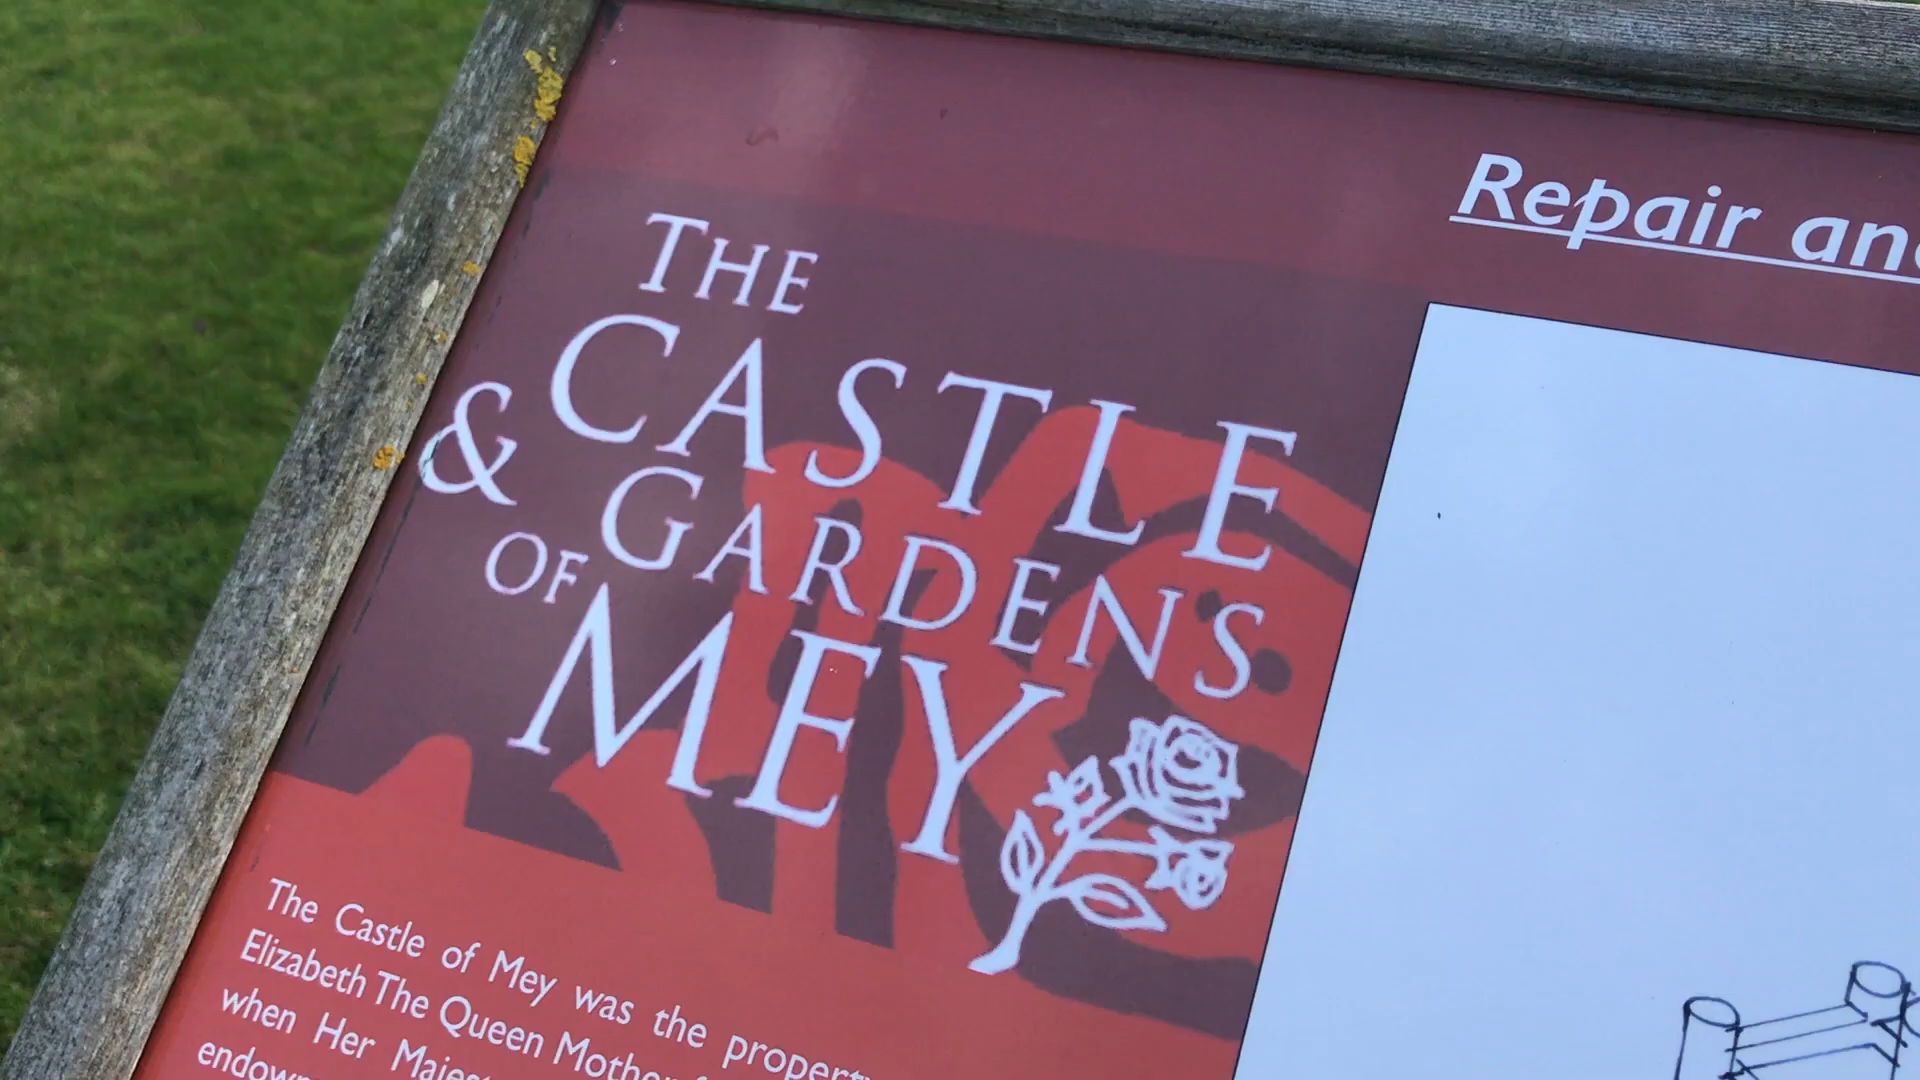 THE
CASTLE
& GARDENS
OF MEY
Repair
The Castle of Mey was the property
Elizabeth The Queen Mother
when Her